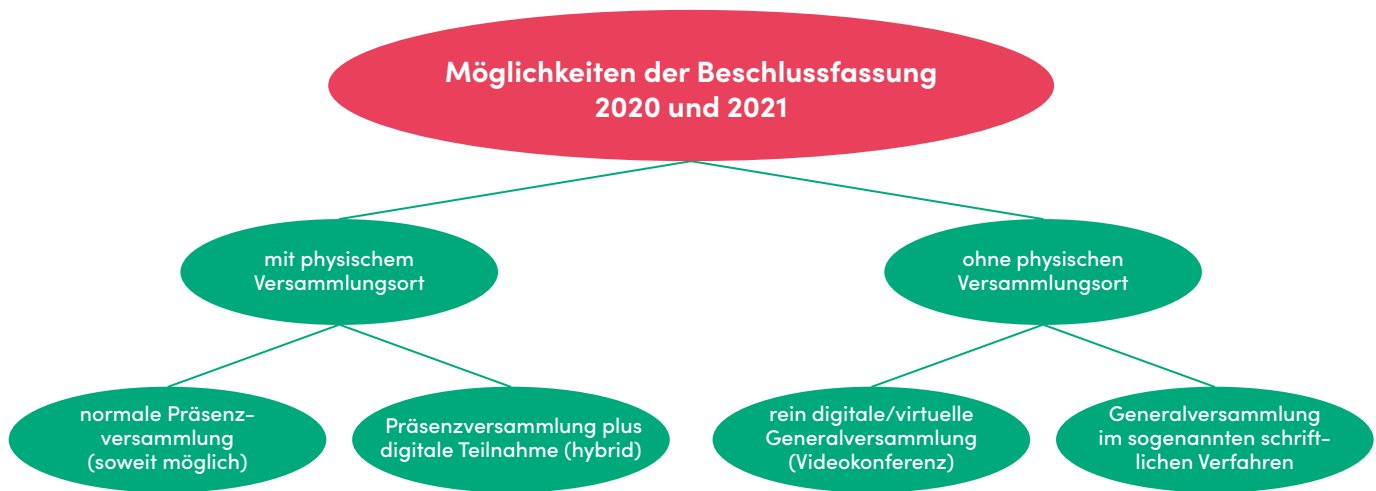 Möglichkeiten der Beschlussfassung
2020 und 2021
mit physischem
Versammlungsort
ohne physischen
Versammlungsort
normale Präsenz-
versammlung
(soweit möglich)
Präsenzversammlung plus
digitale Teilnahme (hybrid)
rein digitale/virtuelle
Generalversammlung
(Videokonferenz)
Generalversammlung
im sogenannten schrift-
lichen Verfahren